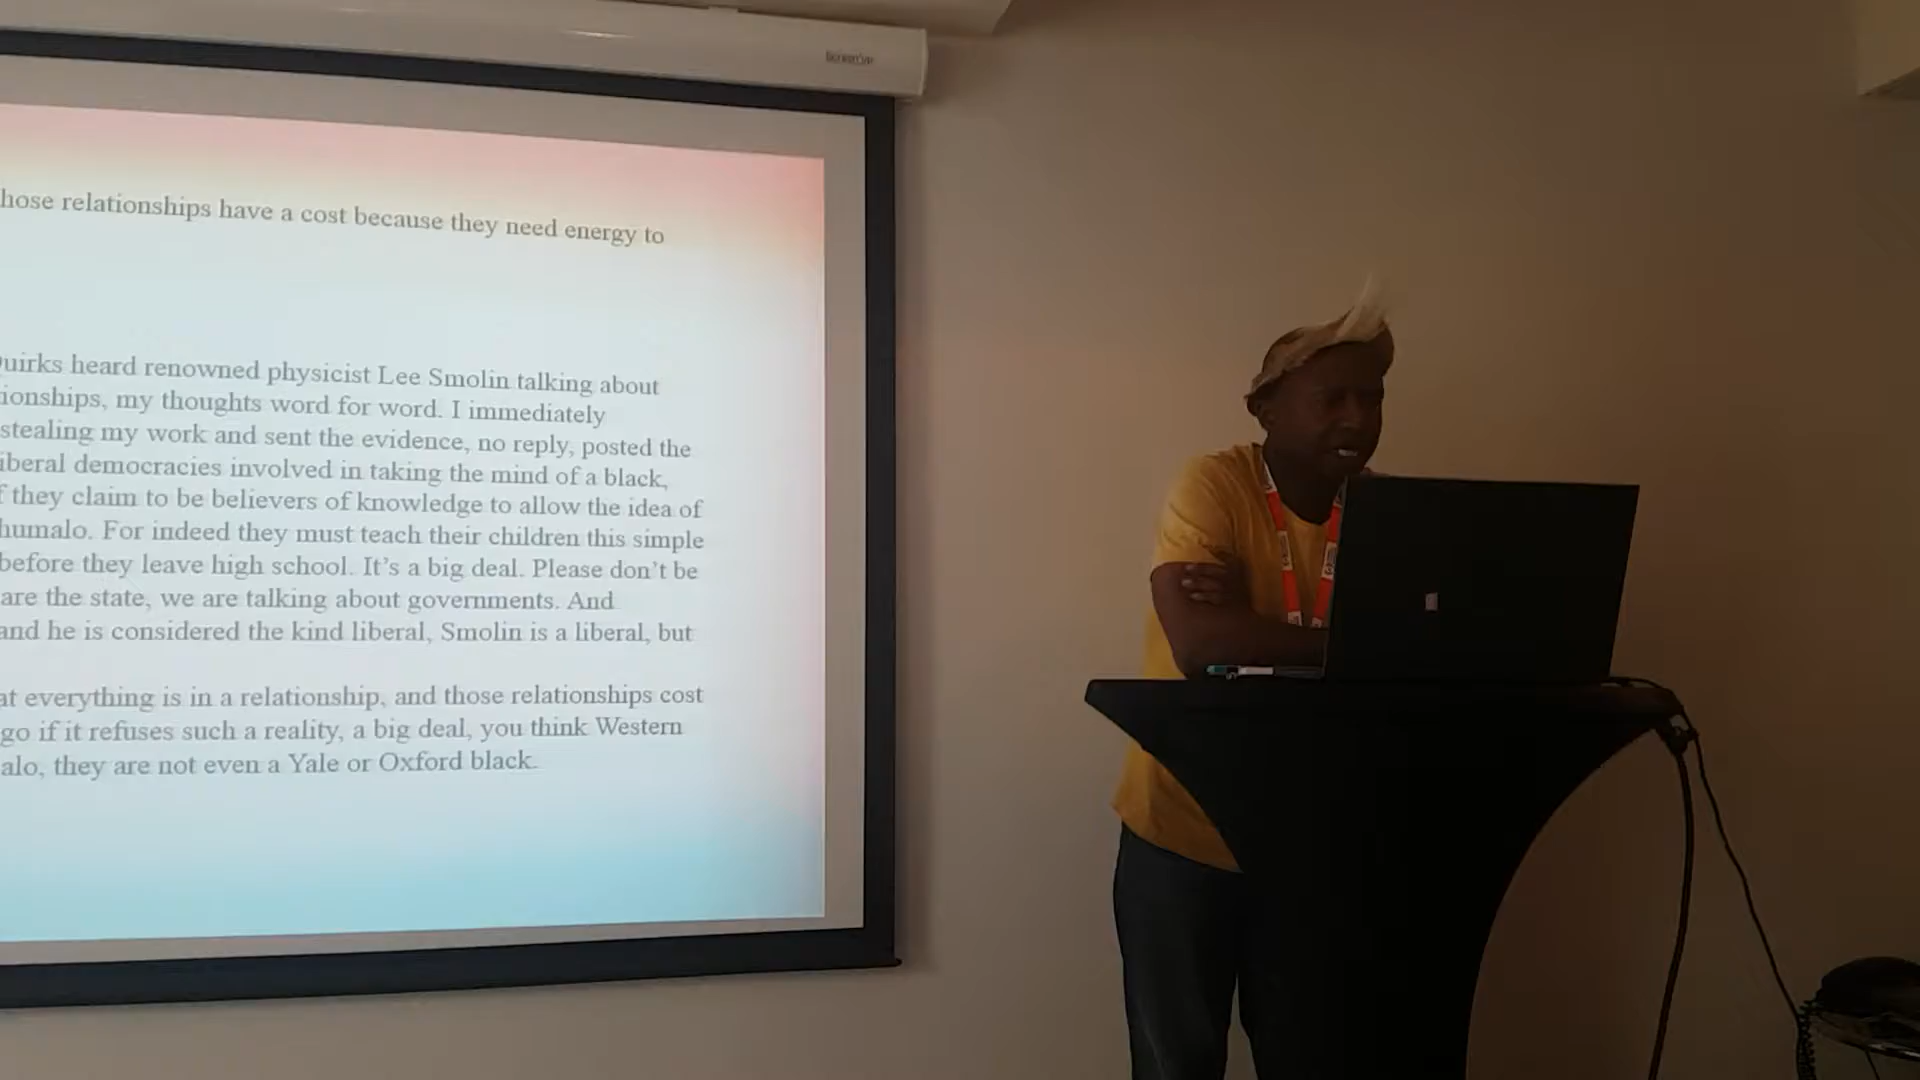 hose relationships have a cost because they need energy to
uirks heard renowned physicist Lee Smolin talking about
ionships, my thoughts word for word. I immediately
stealing my work and sent the evidence, no reply, posted the
iberal democracies involved in taking the mind of a black,
f they claim to be believers of knowledge to allow the idea of
humalo. For indeed they must teach their children this simple
before they leave high school. It's a big deal. Please don't be
are the state, we are talking about governments. And
and he is considered the kind liberal, Smolin is a liberal, but
at everything is in a relationship, and those relationships cost
go if it refuses such a reality, a big deal, you think Western
alo, they are not even a Yale or Oxford black.